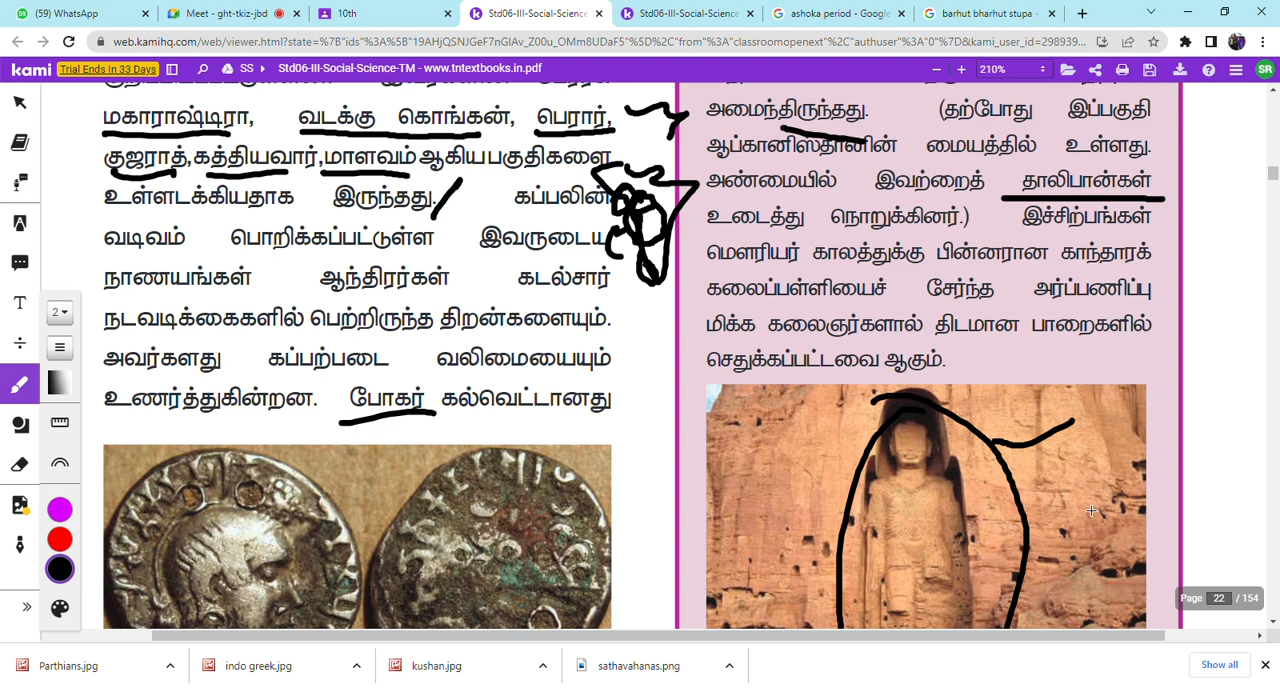 (59) WhatsApp
Meet - ght-tkiz-jbd
10th
Std06-III-Social-Science
Std06-III-Social-Science
ashoka period - Google
barhut bharhut stupa -
web.kamihq.com/web/viewer.html?state=%7B"ids"%3A%5B"19AHjQSNJGeF7nGIAv_Z00u_OMm8UDaF5"%5D%2C"from"%3A"classroomopenext"%2C"authuser"%3A"0"%7D&kami_user_id=298939...
kami
Trial Ends In 33 Days
SS
Std06-III-Social-Science-TM - www.tntextbooks.in.pdf
210%
SR
மகாராஷ்டிரா, வடக்கு கொங்கன், பெரார்,
குஜராத்,கத்தியவார்,மாளவம் ஆகிய பகுதிகளை
உள்ளடக்கியதாக இருந்தது. கப்பலின்
வடிவம் பொறிக்கப்பட்டுள்ள இவருடைய
நாணயங்கள் ஆந்திரர்கள் கடல்சார்
நடவடிக்கைகளில் பெற்றிருந்த திறன்களையும்.
அவர்களது கப்பற்படை வலிமையையும்
உணர்த்துகின்றன. போகர் கல்வெட்டானது
அமைந்திருந்தது. (தற்போது இப்பகுதி
ஆப்கானிஸ்தானின் மையத்தில் உள்ளது.
அண்மையில் இவற்றைத் தாலிபான்கள்
உடைத்து நொறுக்கினர்.) இச்சிற்பங்கள்
மௌரியர் காலத்துக்கு பின்னரான காந்தாரக்
கலைப்பள்ளியைச் சேர்ந்த அர்ப்பணிப்பு
மிக்க கலைஞர்களால் திடமான பாறைகளில்
செதுக்கப்பட்டவை ஆகும்.
2
T
Page 22 / 154
Parthians.jpg
indo greek.jpg
kushan.jpg
sathavahanas.png
Show all